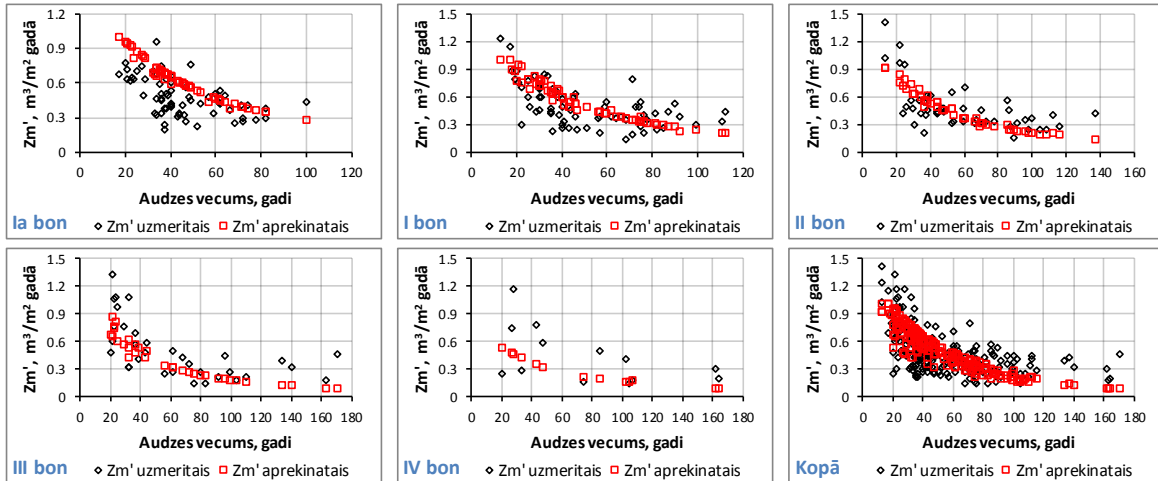 Zm', m³/m² gadā
1.2
0.9
0.6
0.3
0
0 20 40 60 80 100 120
Audzes vecums, gadi
Ia bon
Zm' uzmeritais Zm' aprekinatais
Zm', m³/m² gadā
1.5
1.2
0.9
0.6
0.3
0
0 20 40 60 80 100 120
Audzes vecums, gadi
I bon
Zm' uzmeritais Zm' aprekinatais
Zm', m³/m² gadā
1.5
1.2
0.9
0.6
0.3
0
0 20 40 60 80 100 120 140
Audzes vecums, gadi
II bon
Zm' uzmeritais Zm' aprekinatais
Zm', m³/m² gadā
1.5
1.2
0.9
0.6
0.3
0
0 20 40 60 80 100 120 140 160 180
Audzes vecums, gadi
III bon
Zm' uzmeritais Zm' aprekinatais
Zm', m³/m² gadā
1.5
1.2
0.9
0.6
0.3
0
0 20 40 60 80 100 120 140 160 180
Audzes vecums, gadi
IV bon
Zm' uzmeritais Zm' aprekinatais
Zm', m³/m² gadā
1.5
1.2
0.9
0.6
0.3
0
0 20 40 60 80 100 120 140 160 180
Audzes vecums, gadi
Kopā
Zm' uzmeritais Zm' aprekinatais